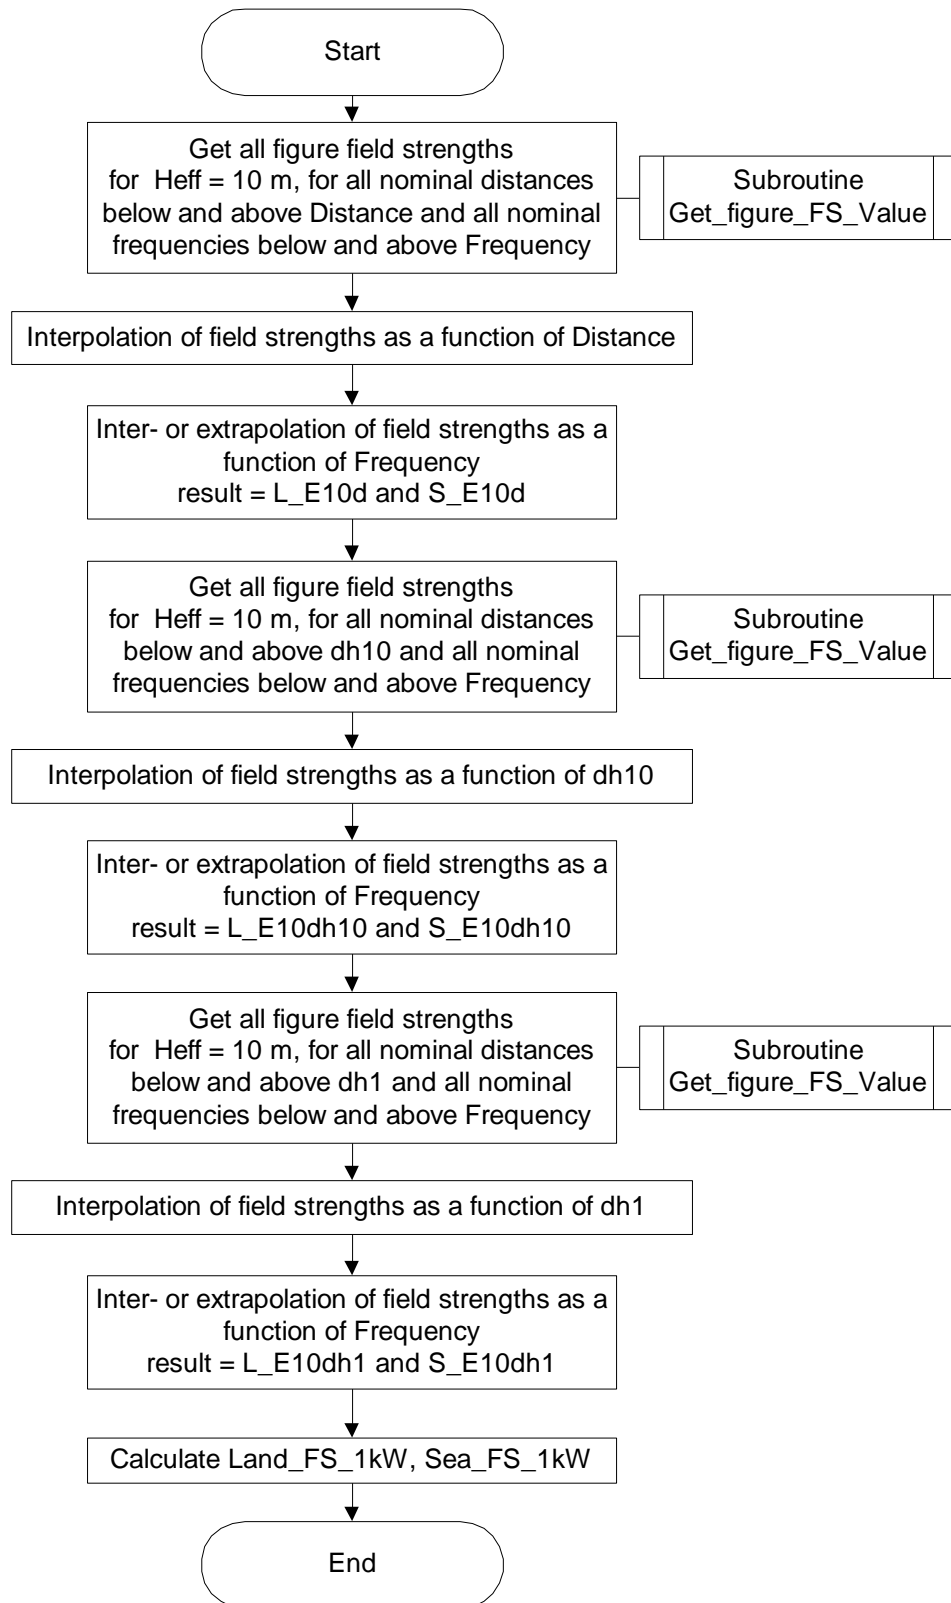 Start
Get all figure field strengths
for Heff = 10 m, for all nominal distances
below and above Distance and all nominal
frequencies below and above Frequency
Subroutine
Get_figure_FS_Value
Interpolation of field strengths as a function of Distance
Inter- or extrapolation of field strengths as a
function of Frequency
result = L_E10d and S_E10d
Get all figure field strengths
for Heff = 10 m, for all nominal distances
below and above dh10 and all nominal
frequencies below and above Frequency
Subroutine
Get_figure_FS_Value
Interpolation of field strengths as a function of dh10
Inter- or extrapolation of field strengths as a
function of Frequency
result = L_E10dh10 and S_E10dh10
Get all figure field strengths
for Heff = 10 m, for all nominal distances
below and above dh1 and all nominal
frequencies below and above Frequency
Subroutine
Get_figure_FS_Value
Interpolation of field strengths as a function of dh1
Inter- or extrapolation of field strengths as a
function of Frequency
result = L_E10dh1 and S_E10dh1
Calculate Land_FS_1kW, Sea_FS_1kW
End